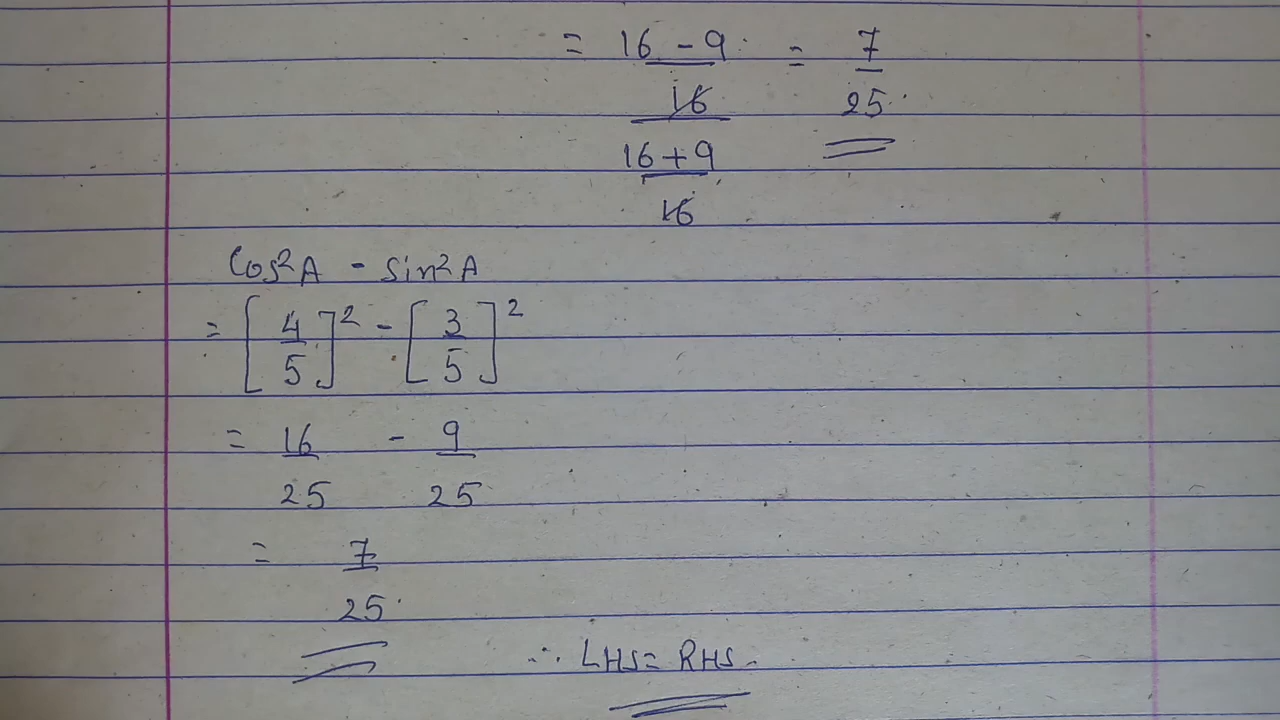 = 16 - 9 = 7
16 25
16 + 9
16
Cos²A - Sin²A
= [4/5]² - [3/5]²
= 16 - 9
25 25
= 7
25
∴ LHS = RHS.